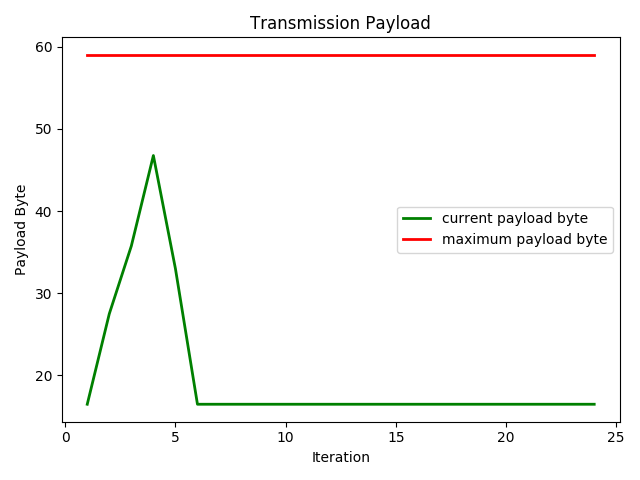 Transmission Payload
60
50
40
30
20
Payload Byte
current payload byte
maximum payload byte
0
5
10
15
20
25
Iteration